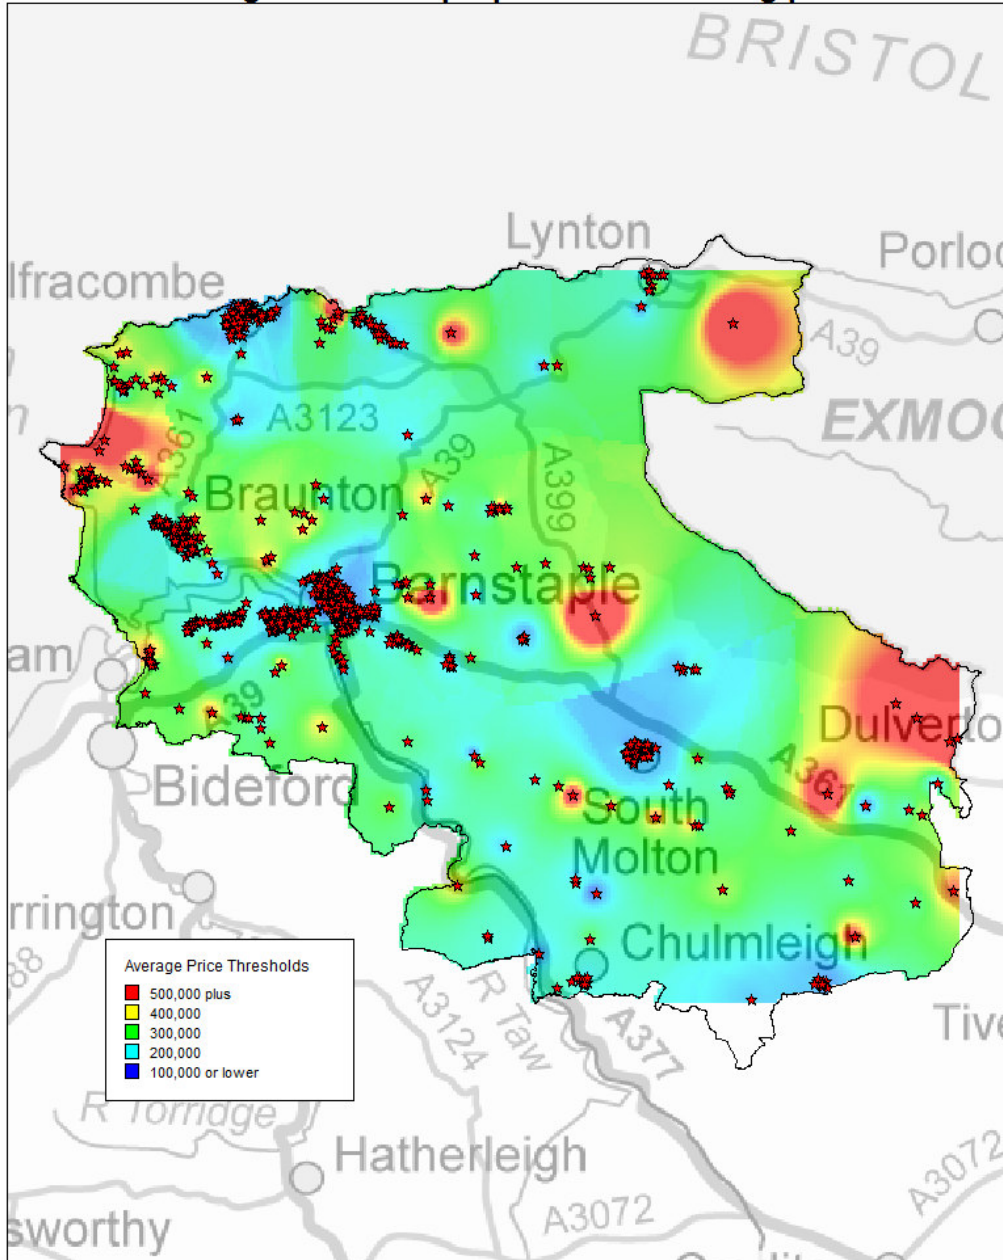 BRISTOL
Lynton
Porloc
lfracombe
A39
A3123
A361
EXMOO
A39
A399
Braunton
Barnstaple
am
A39
Dulverto
Bideford
A361
South
Molton
rrington
Chulmleigh
Average Price Thresholds
500,000 plus
400,000
300,000
200,000
100,000 or lower
A3124
R Taw
A377
Tive
R Torridge
Hatherleigh
A3072
A3072
sworthy